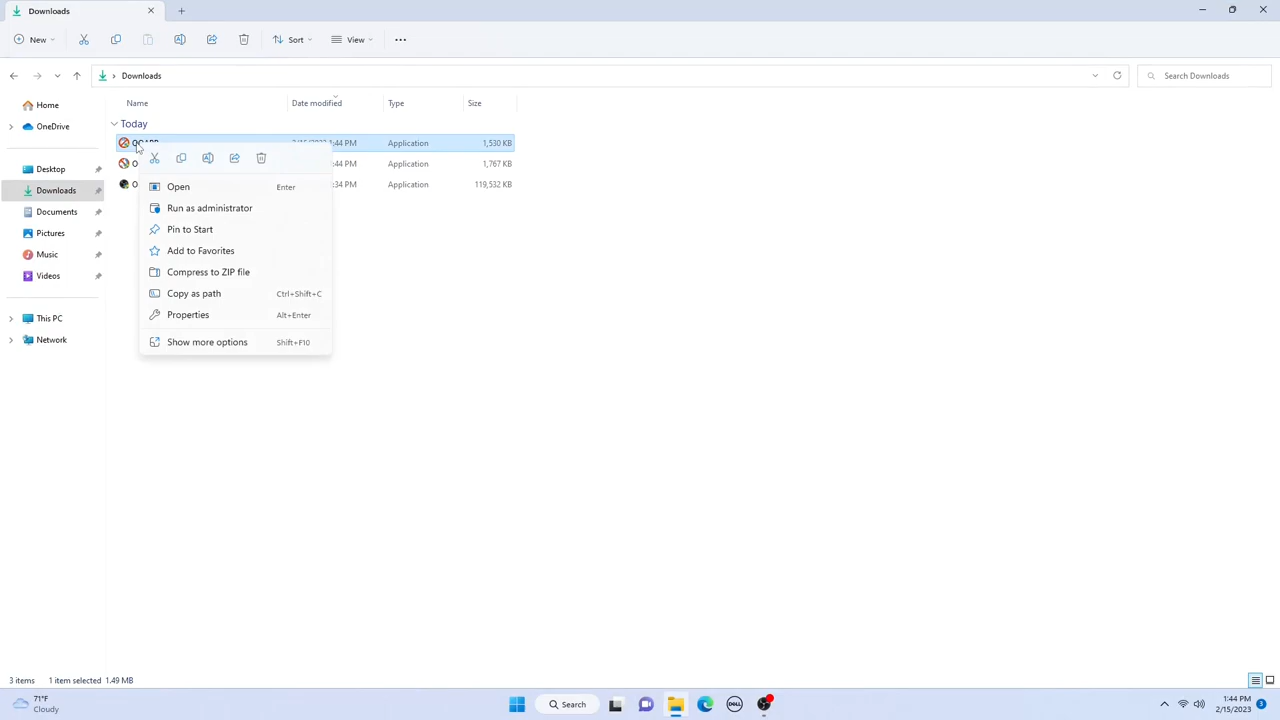 Downloads
New
Sort
View
Downloads
Search Downloads
Home
OneDrive
Desktop
Downloads
Documents
Pictures
Music
Videos
This PC
Network
Name Date modified Type Size
Today
Application 1,530 KB
Application 1,767 KB
Application 119,532 KB
Open Enter
Run as administrator
Pin to Start
Add to Favorites
Compress to ZIP file
Copy as path Ctrl+Shift+C
Properties Alt+Enter
Show more options Shift+F10
3 items 1 item selected 1.49 MB
71°F
Cloudy
Search
DELL
1:44 PM
2/15/2023
3